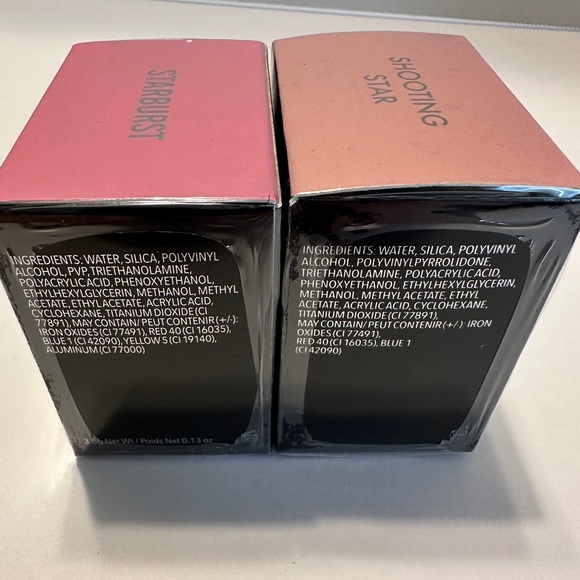 STARBURST
INGREDIENTS: WATER, SILICA, POLYVINYL
ALCOHOL, PVP, TRIETHANOLAMINE,
POLYACRYLIC ACID, PHENOXYETHANOL,
ETHYLHEXYLGLYCERIN, METHANOL, METHYL
ACETATE, ETHYL ACETATE, ACRYLIC ACID,
CYCLOHEXANE, TITANIUM DIOXIDE (CI
77891), MAY CONTAIN / PEUT CONTENIR (+/-):
IRON OXIDES (CI 77491), RED 40 (CI 16035),
BLUE 1 (CI 42090), YELLOW 5 (CI 19140),
ALUMINUM (CI 77000)
Net Wt./ Poids Net 0.13 oz
SHOOTING
STAR
INGREDIENTS: WATER, SILICA, POLYVINYL
ALCOHOL, POLYVINYLPYRROLIDONE,
TRIETHANOLAMINE, POLYACRYLIC ACID,
PHENOXYETHANOL, ETHYLHEXYLGLYCERIN,
METHANOL, METHYL ACETATE, ETHYL
ACETATE, ACRYLIC ACID, CYCLOHEXANE,
TITANIUM DIOXIDE (CI 77891),
MAY CONTAIN / PEUT CONTENIR (+/-): IRON
OXIDES (CI 77491),
RED 40 (CI 16035), BLUE 1
(CI 42090)